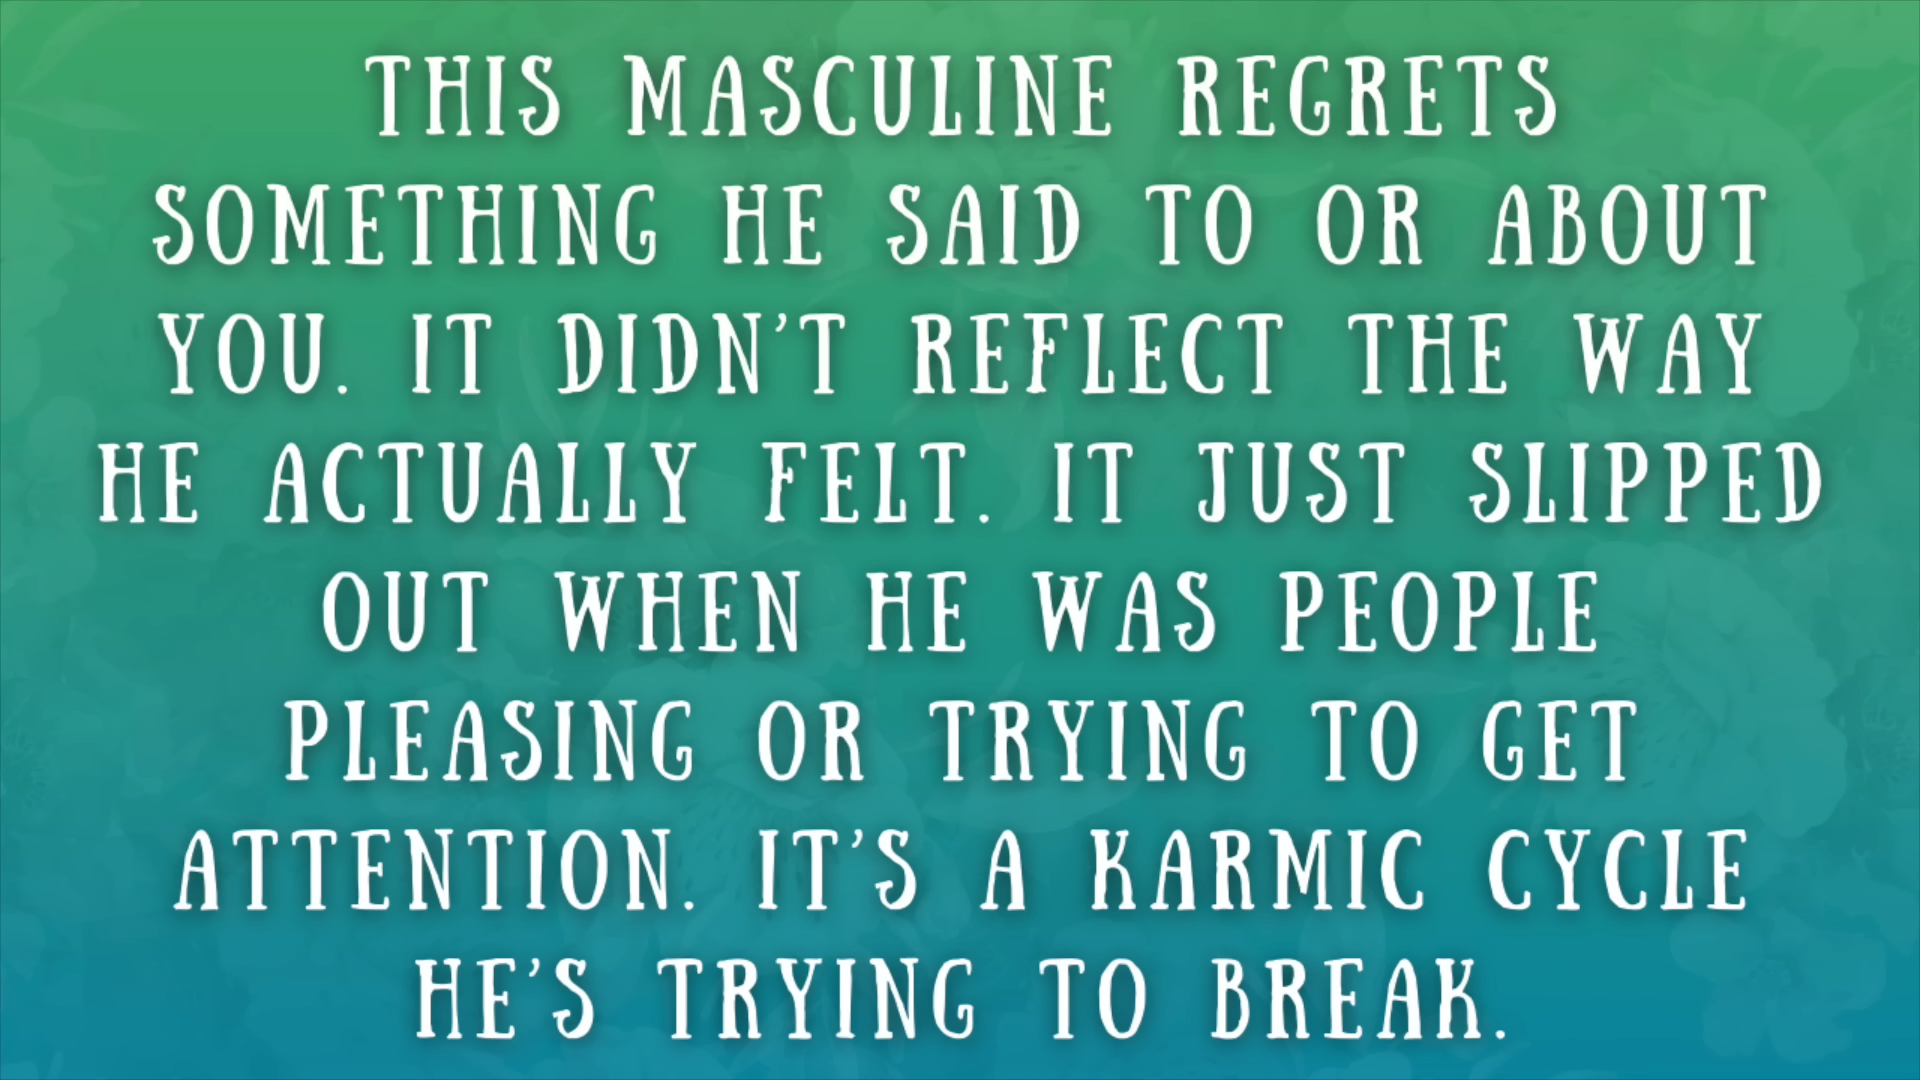 THIS MASCULINE REGRETS
SOMETHING HE SAID TO OR ABOUT
YOU. IT DIDN'T REFLECT THE WAY
HE ACTUALLY FELT. IT JUST SLIPPED
OUT WHEN HE WAS PEOPLE
PLEASING OR TRYING TO GET
ATTENTION. IT'S A KARMIC CYCLE
HE'S TRYING TO BREAK.